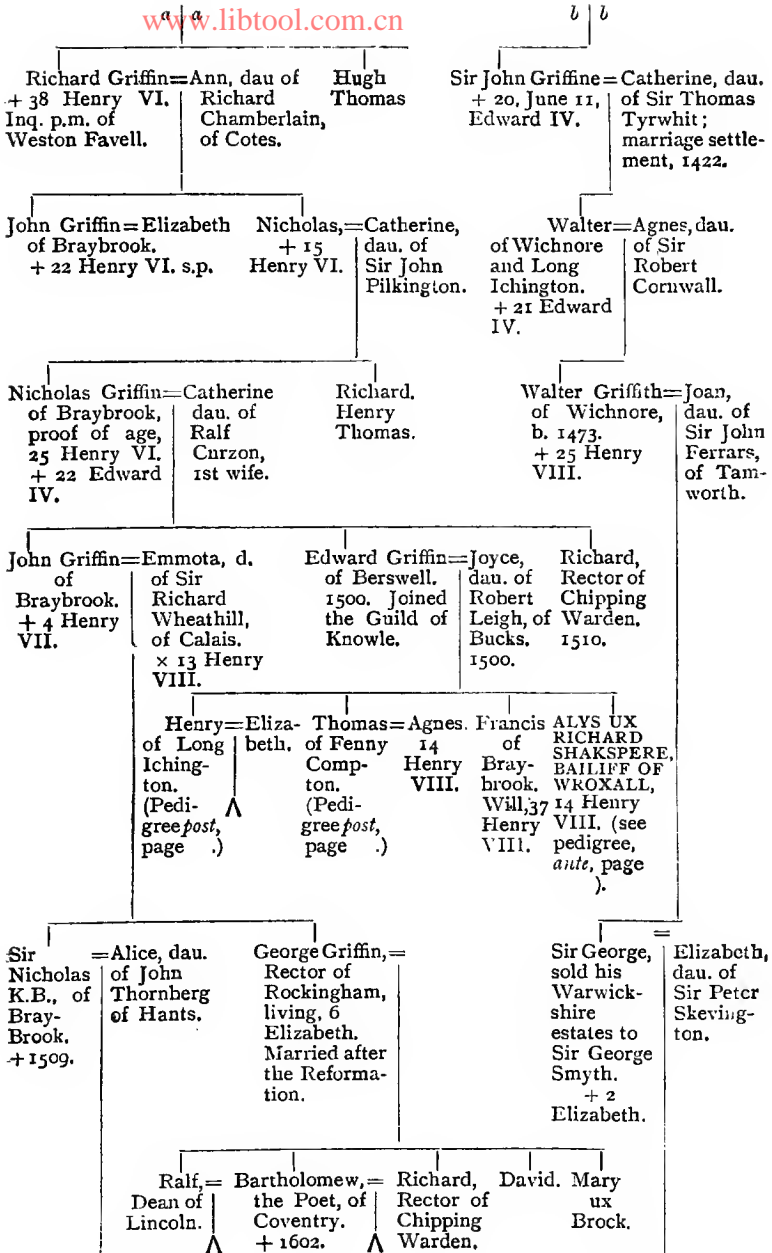 www.libtool.com.cn
a a
b b
Richard Griffin=Ann, dau of
+ 38 Henry VI. Richard
Inq. p.m. of Chamberlain,
Weston Favell. of Cotes.
Hugh
Thomas
Sir John Griffine = Catherine, dau.
+ 20, June 11, of Sir Thomas
Edward IV. Tyrwhit;
marriage settle-
ment, 1422.
John Griffin=Elizabeth
of Braybrook.
+ 22 Henry VI. s.p.
Nicholas,=Catherine,
+ 15 dau. of
Henry VI. Sir John
Pilkington.
Walter=Agnes, dau.
of Wichnore of Sir
and Long Robert
Ichington. Cornwall.
+ 21 Edward
IV.
Nicholas Griffin=Catherine
of Braybrook, dau. of
proof of age, Ralf
25 Henry VI. Curzon,
+ 22 Edward 1st wife.
IV.
Richard.
Henry
Thomas.
Walter Griffith=Joan,
of Wichnore, dau. of
b. 1473. Sir John
+ 25 Henry Ferrars,
VIII. of Tam-
worth.
John Griffin=Emmota, d.
of of Sir
Braybrook. Richard
+ 4 Henry Wheathill,
VII. of Calais.
× 13 Henry
VIII.
Edward Griffin=Joyce,
of Berswell. dau. of
1500. Joined Robert
the Guild of Leigh, of
Knowle. Bucks.
1500.
Richard,
Rector of
Chipping
Warden.
1510.
Henry=Eliza-
of Long beth.
Iching-
ton.
(Pedi-
gree post,
page .)
Thomas=Agnes.
of Fenny 14
Comp- Henry
ton. VIII.
(Pedi-
gree post,
page .)
Francis
of
Bray-
brook.
Will, 37
Henry
VIII.
ALYS UX
RICHARD
SHAKSPERE,
BAILIFF OF
WROXALL,
14 Henry
VIII. (see
pedigree,
ante, page
).
Sir =Alice, dau.
Nicholas of John
K.B., of Thornberg
Bray- of Hants.
Brook.
+1509.
George Griffin,=
Rector of
Rockingham,
living, 6
Elizabeth.
Married after
the Reforma-
tion.
=
Sir George, Elizabeth,
sold his dau. of
Warwick- Sir Peter
shire Skeving-
estates to ton.
Sir George
Smyth.
+ 2
Elizabeth.
Ralf,=
Dean of
Lincoln.
Bartholomew,=
the Poet, of
Coventry.
+ 1602.
Richard,
Rector of
Chipping
Warden.
David.
Mary
ux
Brock.